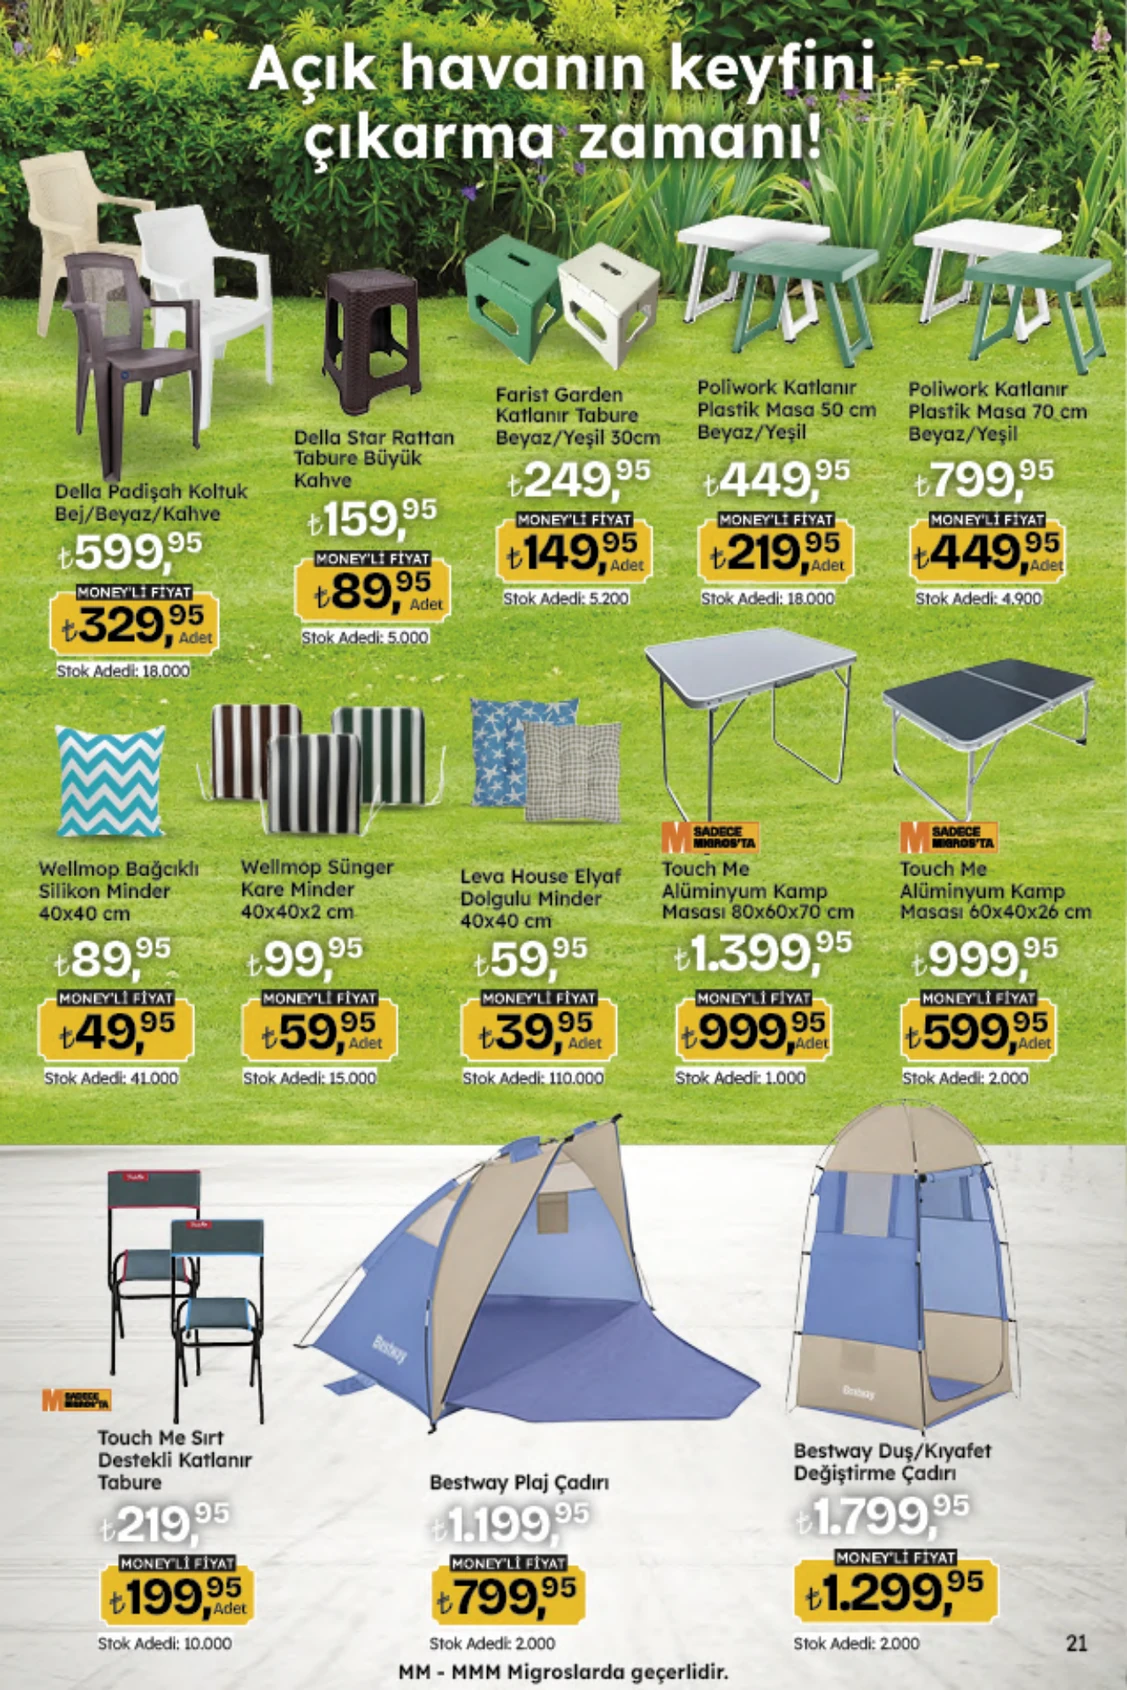 Açık havanın keyfini
çıkarma zamanı!
Della Padişah Koltuk
Bej/Beyaz/Kahve
₺599,95
MONEY'Lİ FİYAT
₺329,95 Adet
Stok Adedi: 18.000
Della Star Rattan
Tabure Büyük
Kahve
₺159,95
MONEY'Lİ FİYAT
₺89,95 Adet
Stok Adedi: 5.000
Farist Garden
Katlanır Tabure
Beyaz/Yeşil 30cm
₺249,95
MONEY'Lİ FİYAT
₺149,95 Adet
Stok Adedi: 5.200
Poliwork Katlanır
Plastik Masa 50 cm
Beyaz/Yeşil
₺449,95
MONEY'Lİ FİYAT
₺219,95 Adet
Stok Adedi: 18.000
Poliwork Katlanır
Plastik Masa 70 cm
Beyaz/Yeşil
₺799,95
MONEY'Lİ FİYAT
₺449,95 Adet
Stok Adedi: 4.900
Wellmop Bağcıklı
Silikon Minder
40x40 cm
₺89,95
MONEY'Lİ FİYAT
₺49,95 Adet
Stok Adedi: 41.000
Wellmop Sünger
Kare Minder
40x40x2 cm
₺99,95
MONEY'Lİ FİYAT
₺59,95 Adet
Stok Adedi: 15.000
Leva House Elyaf
Dolgulu Minder
40x40 cm
₺59,95
MONEY'Lİ FİYAT
₺39,95 Adet
Stok Adedi: 110.000
M SADECE
MIGROS'TA
Touch Me
Alüminyum Kamp
Masası 80x60x70 cm
₺1.399,95
MONEY'Lİ FİYAT
₺999,95 Adet
Stok Adedi: 1.000
M SADECE
MIGROS'TA
Touch Me
Alüminyum Kamp
Masası 60x40x26 cm
₺999,95
MONEY'Lİ FİYAT
₺599,95 Adet
Stok Adedi: 2.000
M SADECE
MIGROS'TA
Touch Me Sırt
Destekli Katlanır
Tabure
₺219,95
MONEY'Lİ FİYAT
₺199,95 Adet
Stok Adedi: 10.000
Bestway
Bestway Plaj Çadırı
₺1.199,95
MONEY'Lİ FİYAT
₺799,95
Stok Adedi: 2.000
Bestway
Bestway Duş/Kıyafet
Değiştirme Çadırı
₺1.799,95
MONEY'Lİ FİYAT
₺1.299,95
Stok Adedi: 2.000
21
MM - MMM Migroslarda geçerlidir.